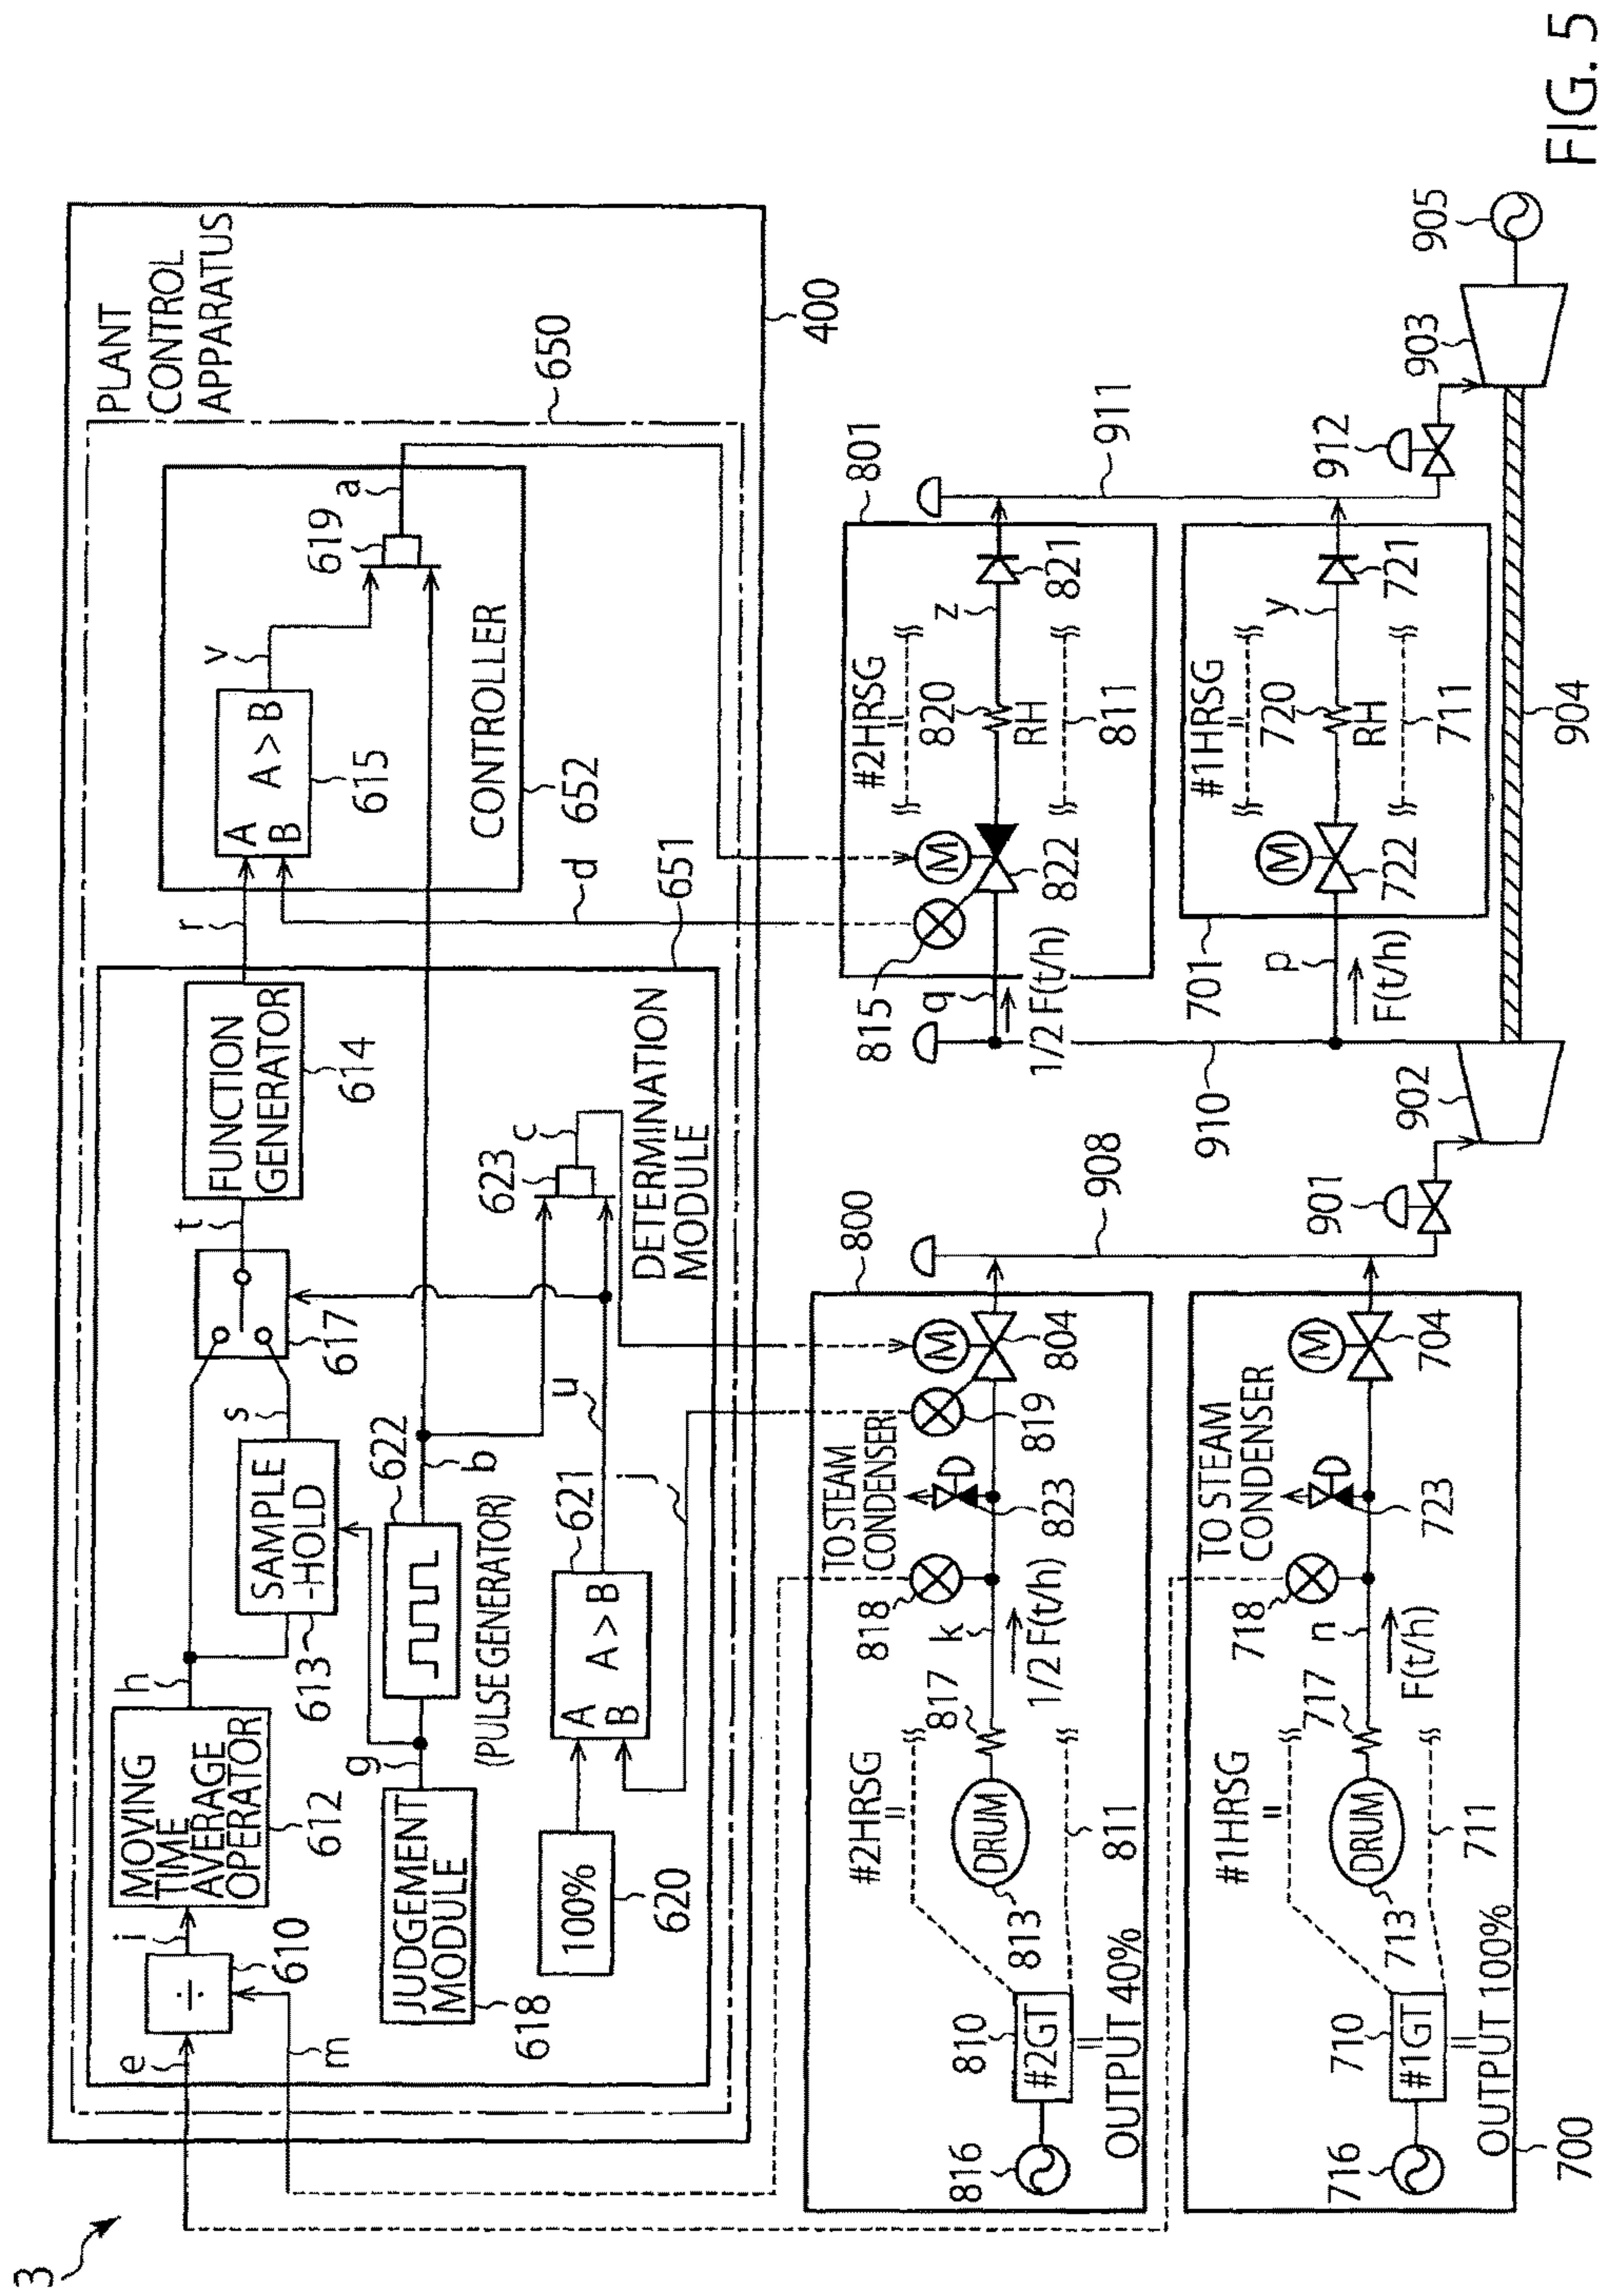 3
PLANT
CONTROL
APPARATUS
400
650
CONTROLLER
652
619
a
v
A
B
A > B
615
r
d
651
FUNCTION
GENERATOR
614
t
617
s
SAMPLE
-HOLD
613
h
MOVING
TIME
AVERAGE
OPERATOR
612
i
÷
610
e
m
JUDGEMENT
MODULE
618
g
622
(PULSE GENERATOR)
b
623
c
DETERMINATION
MODULE
u
j
621
A
B
A > B
100%
620
800
#2HRSG
TO STEAM
CONDENSER
818
819
M
804
823
k
817
1/2 F(t/h)
DRUM
813
811
810
#2GT
816
OUTPUT 40%
700
#1HRSG
TO STEAM
CONDENSER
718
M
704
723
n
717
F(t/h)
DRUM
713
711
710
#1GT
716
OUTPUT 100%
908
901
902
910
801
#2HRSG
M
815
822
820
RH
811
z
821
q
1/2 F(t/h)
701
#1HRSG
M
722
720
RH
711
y
721
p
F(t/h)
911
912
903
904
905
FIG. 5